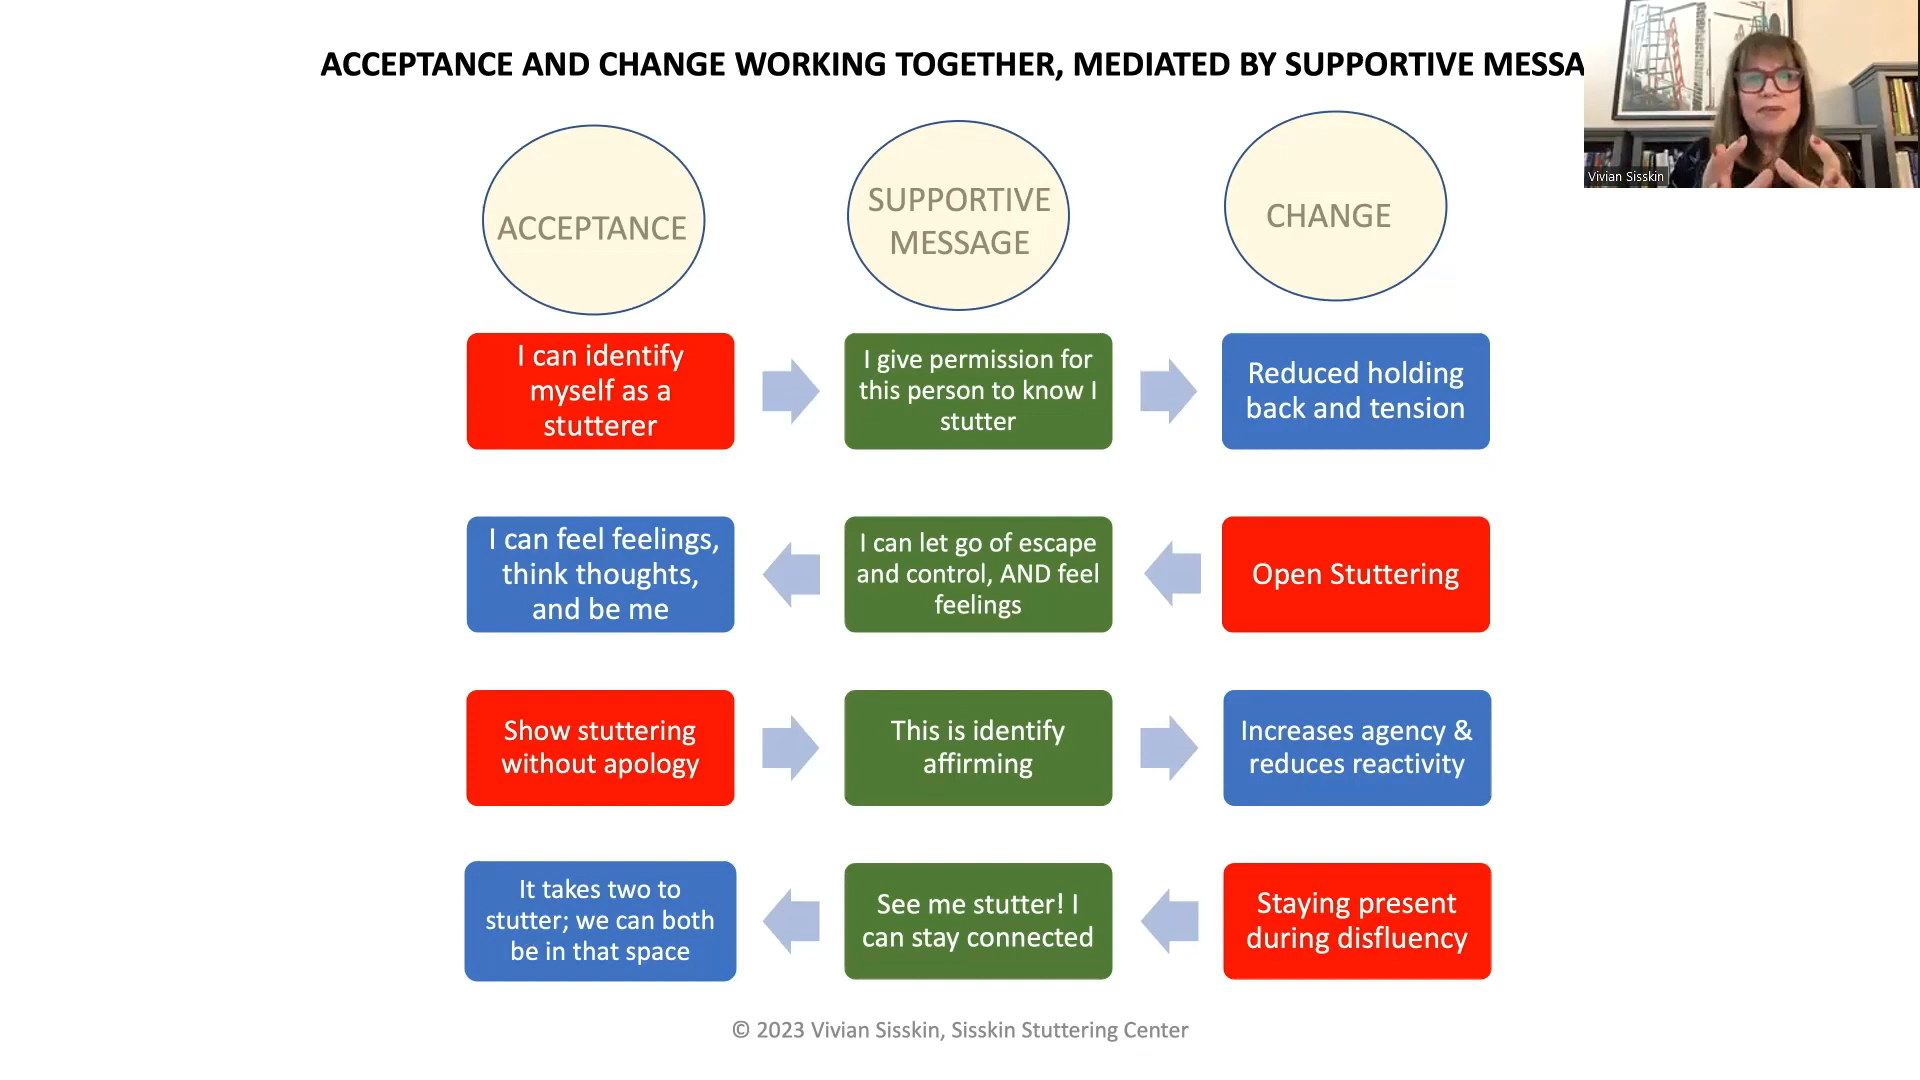 ACCEPTANCE AND CHANGE WORKING TOGETHER, MEDIATED BY SUPPORTIVE MESSA
Vivian Sisskin
ACCEPTANCE
SUPPORTIVE
MESSAGE
CHANGE
I can identify
myself as a
stutterer
I give permission for
this person to know I
stutter
Reduced holding
back and tension
I can feel feelings,
think thoughts,
and be me
I can let go of escape
and control, AND feel
feelings
Open Stuttering
Show stuttering
without apology
This is identify
affirming
Increases agency &
reduces reactivity
It takes two to
stutter; we can both
be in that space
See me stutter! I
can stay connected
Staying present
during disfluency
© 2023 Vivian Sisskin, Sisskin Stuttering Center